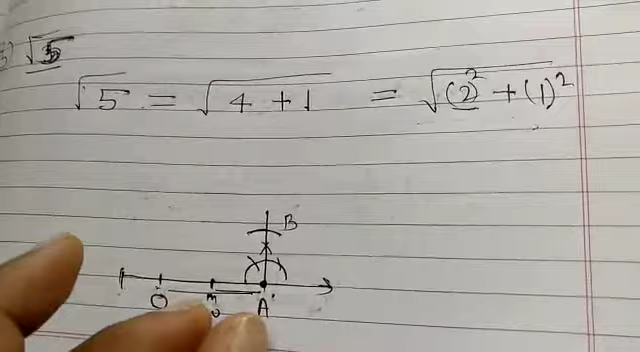 √5
√5 = √4 + 1 = √(2)² + (1)²
B
O A